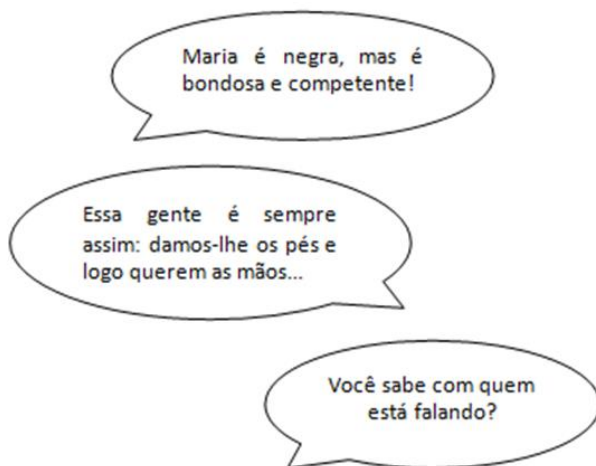 Maria é negra, mas é
bondosa e competente!
Essa gente é sempre
assim: damos-lhe os pés e
logo querem as mãos...
Você sabe com quem
está falando?